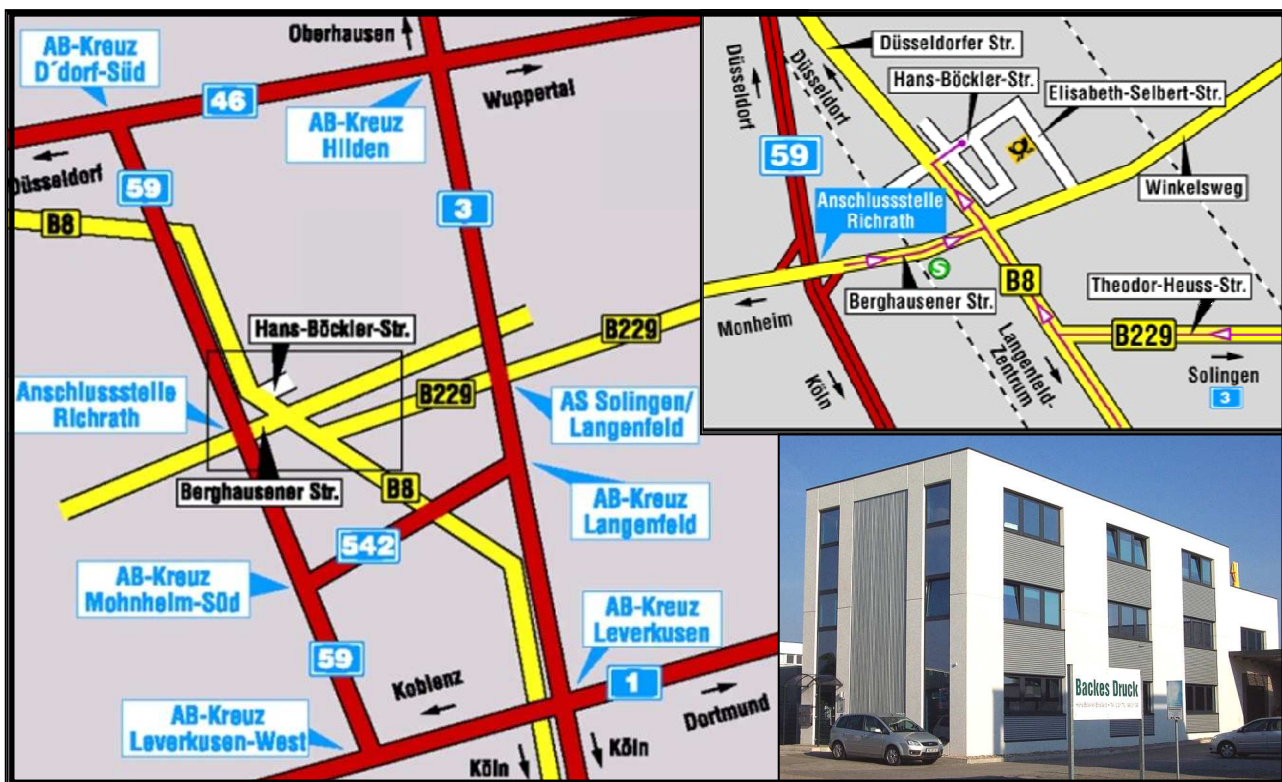 Oberhausen
AB-Kreuz
D´dorf-Süd
46
Wuppertal
AB-Kreuz
Hilden
Düsseldorf
59
3
B8
Hans-Böckler-Str.
B229
Anschlussstelle
Richrath
B229
AS Solingen/
Langenfeld
Berghausener Str.
B8
AB-Kreuz
Langenfeld
542
AB-Kreuz
Mohnheim-Süd
AB-Kreuz
Leverkusen
59
Koblenz
1
Dortmund
AB-Kreuz
Leverkusen-West
Köln
Köln
Düsseldorf
Düsseldorf
Düsseldorfer Str.
Hans-Böckler-Str.
Elisabeth-Selbert-Str.
59
Winkelsweg
Anschlussstelle
Richrath
S
Berghausener Str.
B8
Theodor-Heuss-Str.
Monheim
B229
Langenfeld-
Zentrum
Solingen
3
Köln
Backes Druck